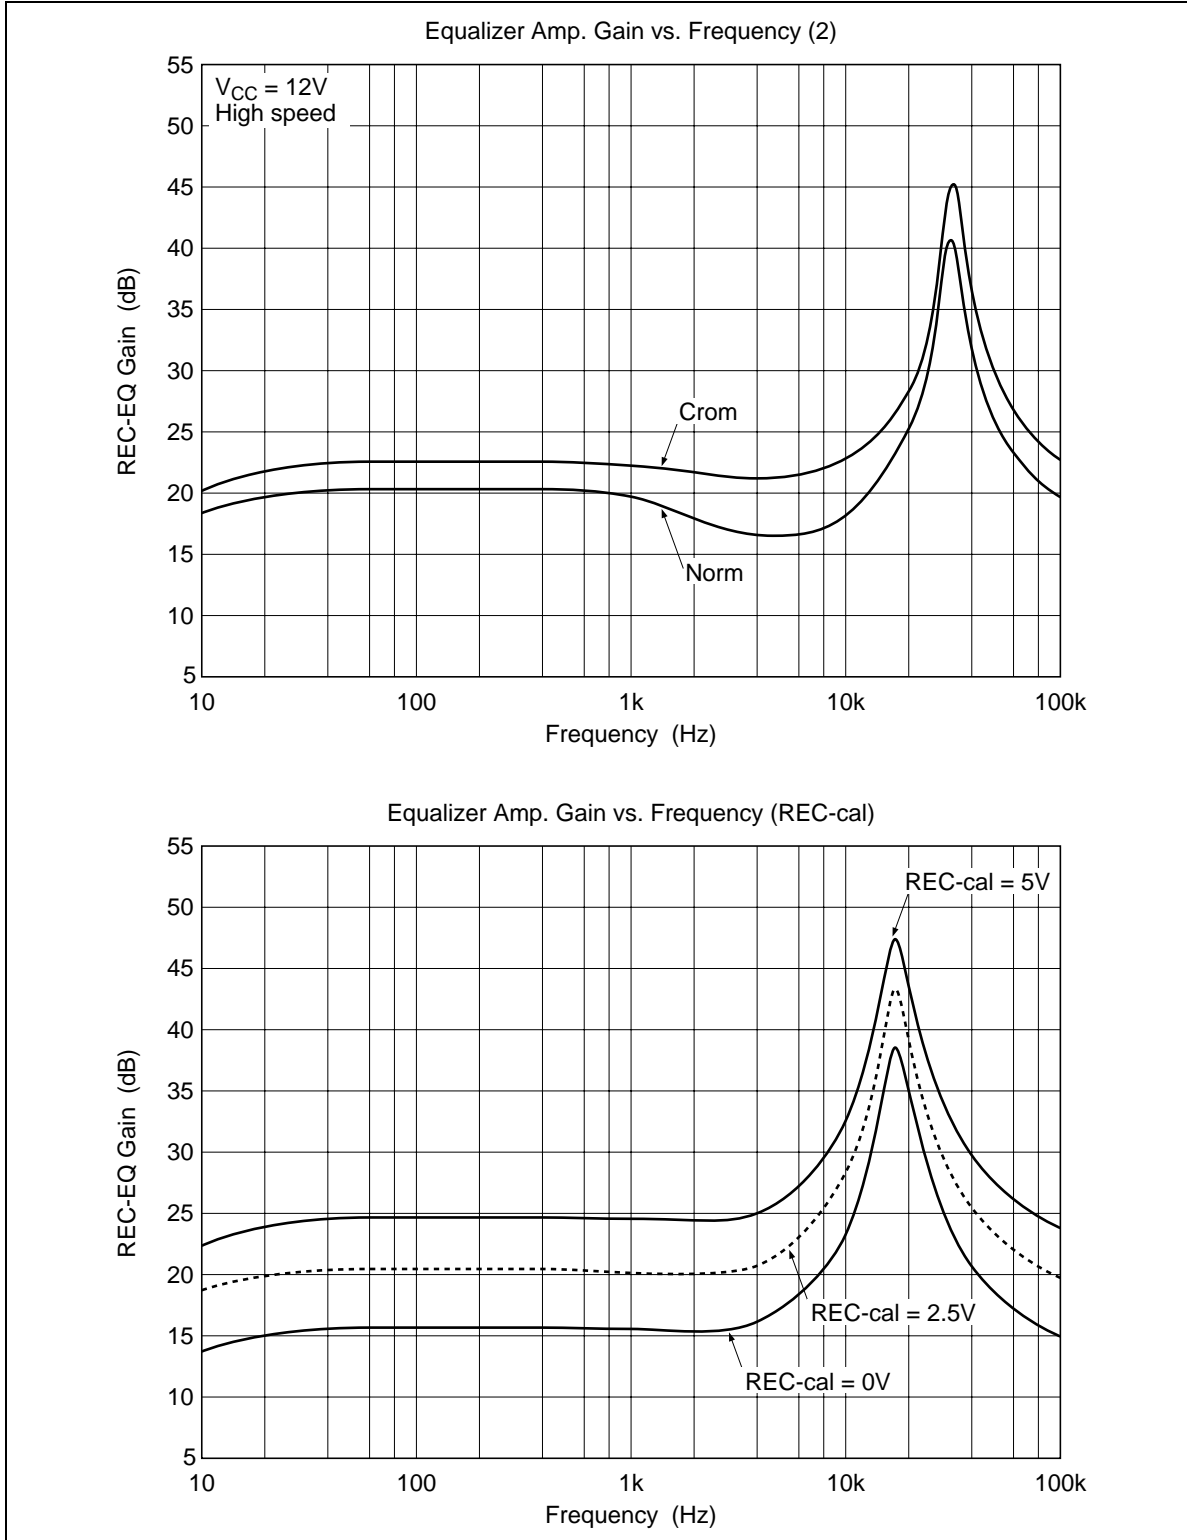 Equalizer Amp. Gain vs. Frequency (2)
55
50
45
40
35
30
25
20
15
10
5
REC-EQ Gain (dB)
VCC = 12V
High speed
Crom
Norm
10
100
1k
10k
100k
Frequency (Hz)
Equalizer Amp. Gain vs. Frequency (REC-cal)
55
50
45
40
35
30
25
20
15
10
5
REC-EQ Gain (dB)
REC-cal = 5V
REC-cal = 2.5V
REC-cal = 0V
10
100
1k
10k
100k
Frequency (Hz)